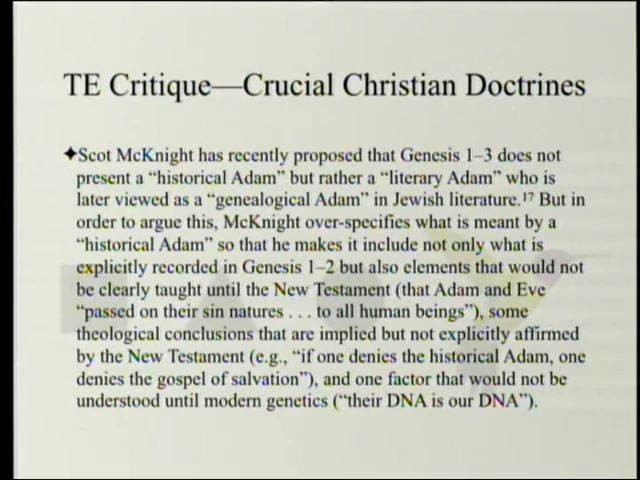 TE Critique—Crucial Christian Doctrines
✦Scot McKnight has recently proposed that Genesis 1–3 does not
present a “historical Adam” but rather a “literary Adam” who is
later viewed as a “genealogical Adam” in Jewish literature.¹⁷ But in
order to argue this, McKnight over-specifies what is meant by a
“historical Adam” so that he makes it include not only what is
explicitly recorded in Genesis 1–2 but also elements that would not
be clearly taught until the New Testament (that Adam and Eve
“passed on their sin natures . . . to all human beings”), some
theological conclusions that are implied but not explicitly affirmed
by the New Testament (e.g., “if one denies the historical Adam, one
denies the gospel of salvation”), and one factor that would not be
understood until modern genetics (“their DNA is our DNA”).